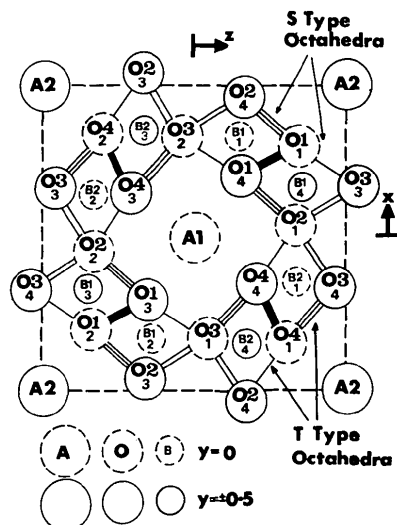 S Type
Octahedra
z
A2
O2
3
A2
O2
4
O4
2
B2
3
O3
2
B1
1
O1
1
O3
3
B2
2
O4
3
O1
4
B1
4
O3
3
x
A1
O2
2
O2
1
O3
4
B1
3
O1
3
O4
4
B2
1
O3
4
O1
2
B1
2
O3
1
B2
4
O4
1
A2
O2
3
O2
4
A2
T Type
Octahedra
A O B y=0
y=±0.5